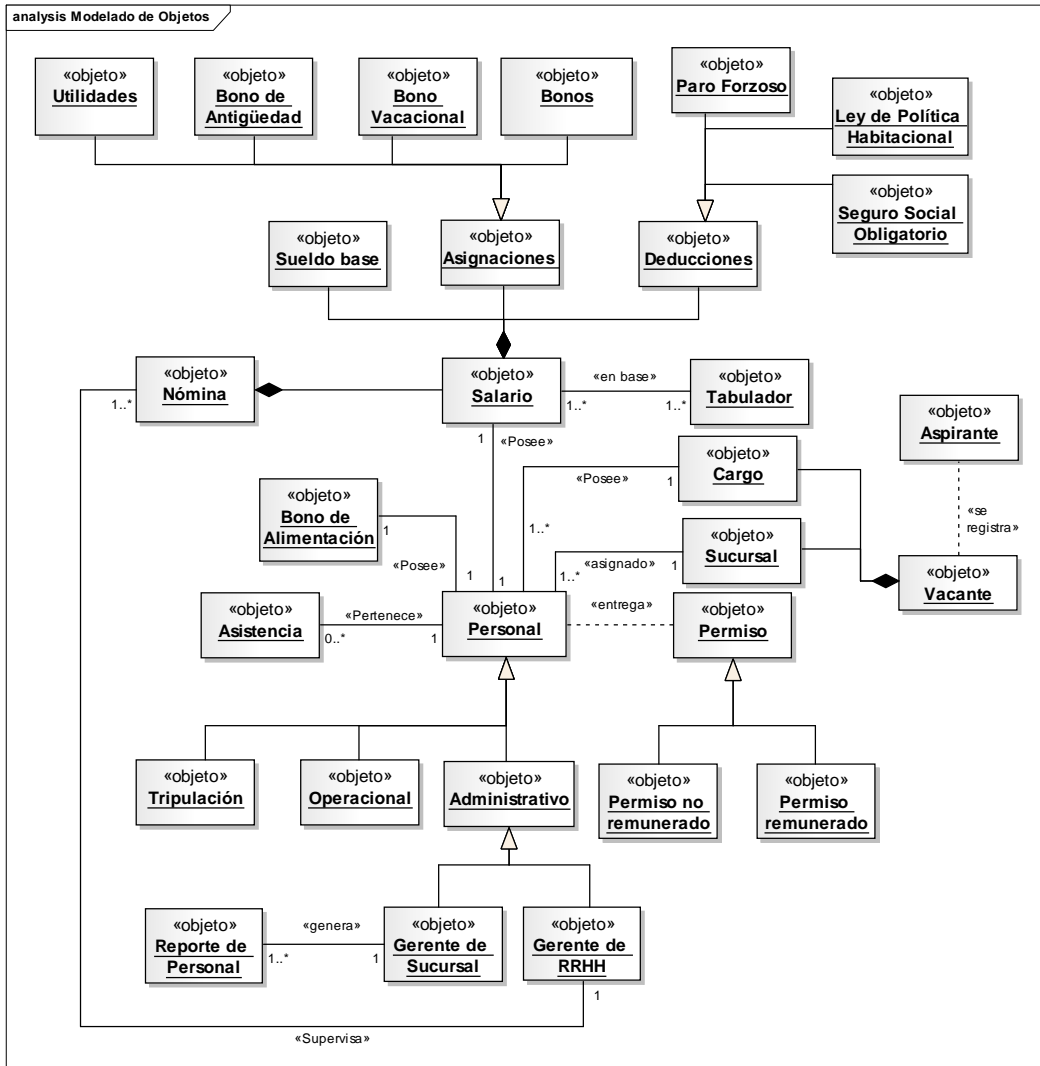 analysis Modelado de Objetos
«objeto»
Utilidades
«objeto»
Bono de
Antigüedad
«objeto»
Bono
Vacacional
«objeto»
Bonos
«objeto»
Paro Forzoso
«objeto»
Ley de Política
Habitacional
«objeto»
Seguro Social
Obligatorio
«objeto»
Sueldo base
«objeto»
Asignaciones
«objeto»
Deducciones
«objeto»
Nómina
1..*
«objeto»
Salario
1
«Posee»
1
«en base»
1..*
1..*
«objeto»
Tabulador
«objeto»
Aspirante
«se
registra»
«objeto»
Cargo
«Posee»
1
1..*
«objeto»
Bono de
Alimentación
1
«Posee»
1
«objeto»
Sucursal
«asignado»
1..*
1
«objeto»
Vacante
«objeto»
Asistencia
«Pertenece»
0..*
1
«objeto»
Personal
«entrega»
«objeto»
Permiso
«objeto»
Tripulación
«objeto»
Operacional
«objeto»
Administrativo
«objeto»
Permiso no
remunerado
«objeto»
Permiso
remunerado
«objeto»
Reporte de
Personal
«genera»
1..*
1
«objeto»
Gerente de
Sucursal
«objeto»
Gerente de
RRHH
1
«Supervisa»